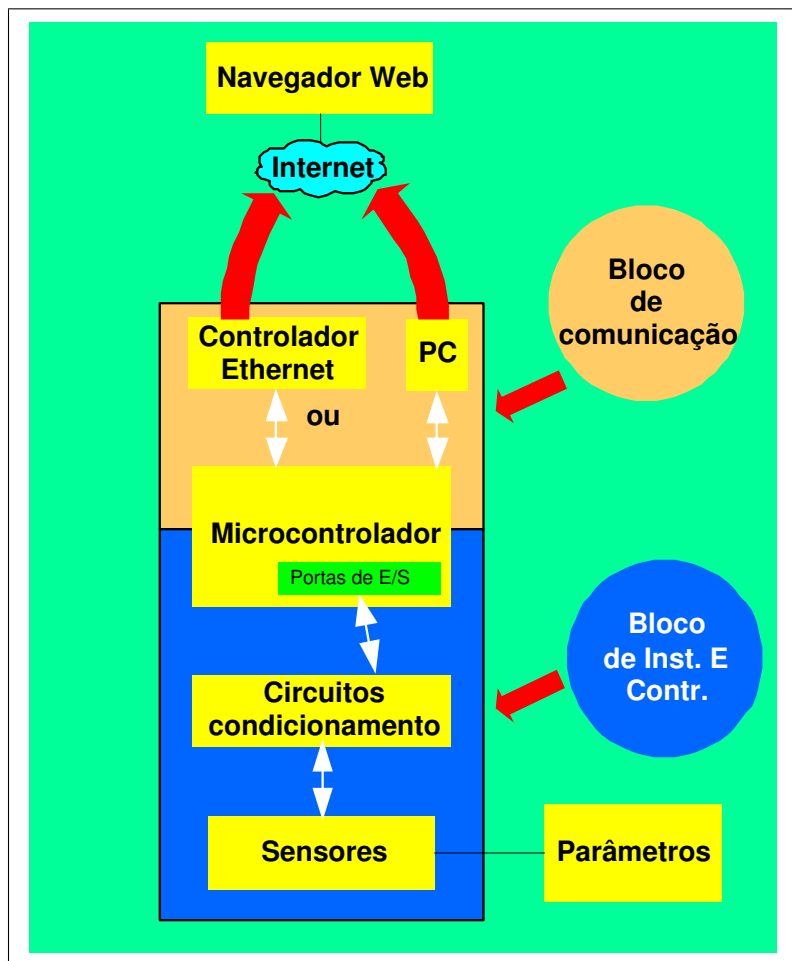 Navegador Web
Internet
Bloco
de
comunicação
Controlador
Ethernet
PC
ou
Microcontrolador
Portas de E/S
Bloco
de Inst. E
Contr.
Circuitos
condicionamento
Sensores
Parâmetros